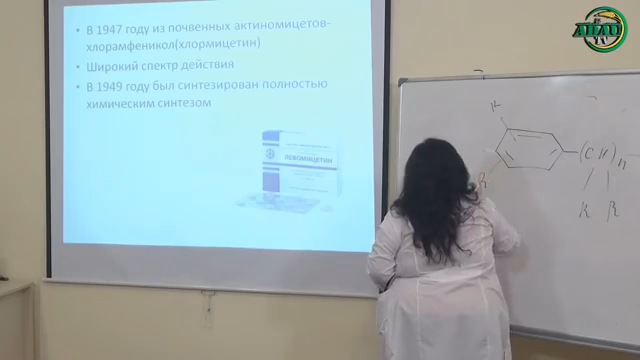 В 1947 году из почвенных актиномицетов-
хлорамфеникол(хлормицетин)
Широкий спектр действия
В 1949 году был синтезирован полностью
химическим синтезом
ЛЕВОМИЦЕТИН
ADAU
R
R
(CH)n
R R